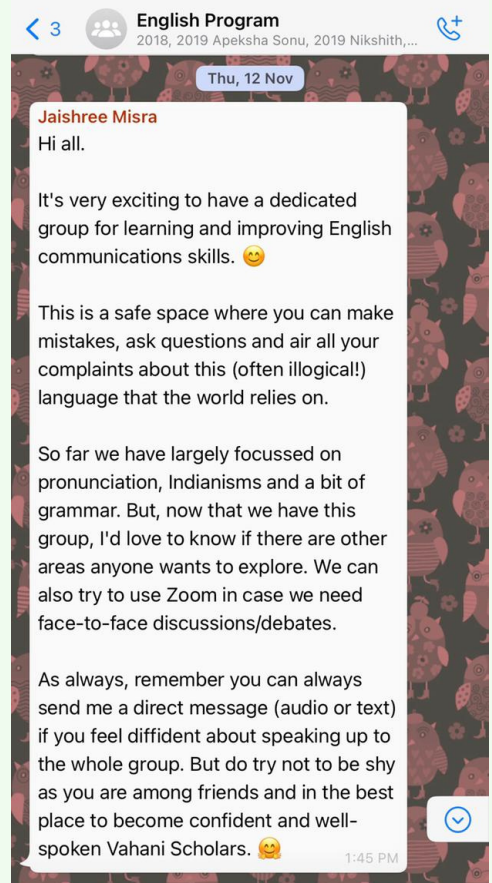 3
English Program
2018, 2019 Apeksha Sonu, 2019 Nikshith,...
Thu, 12 Nov
Jaishree Misra
Hi all.
It's very exciting to have a dedicated
group for learning and improving English
communications skills. 😊
This is a safe space where you can make
mistakes, ask questions and air all your
complaints about this (often illogical!)
language that the world relies on.
So far we have largely focussed on
pronunciation, Indianisms and a bit of
grammar. But, now that we have this
group, I'd love to know if there are other
areas anyone wants to explore. We can
also try to use Zoom in case we need
face-to-face discussions/debates.
As always, remember you can always
send me a direct message (audio or text)
if you feel diffident about speaking up to
the whole group. But do try not to be shy
as you are among friends and in the best
place to become confident and well-
spoken Vahani Scholars. 🤗
1:45 PM